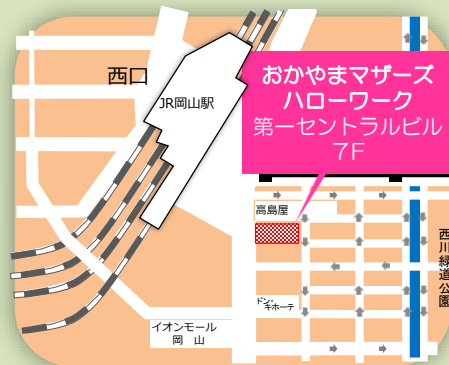 西口
JR岡山駅
おかやまマザーズ
ハローワーク
第一セントラルビル
7F
高島屋
西川緑道公園
ドン・
キホーテ
イオンモール
岡 山